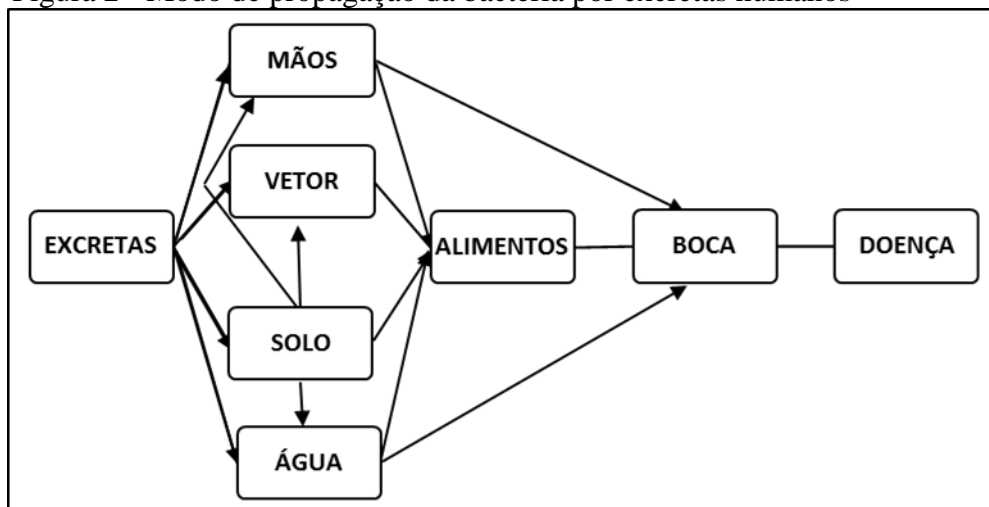 Figura 2 - Modo de propagação da bactéria por excretas humanos
MÃOS
VETOR
EXCRETAS
ALIMENTOS
BOCA
DOENÇA
SOLO
ÁGUA